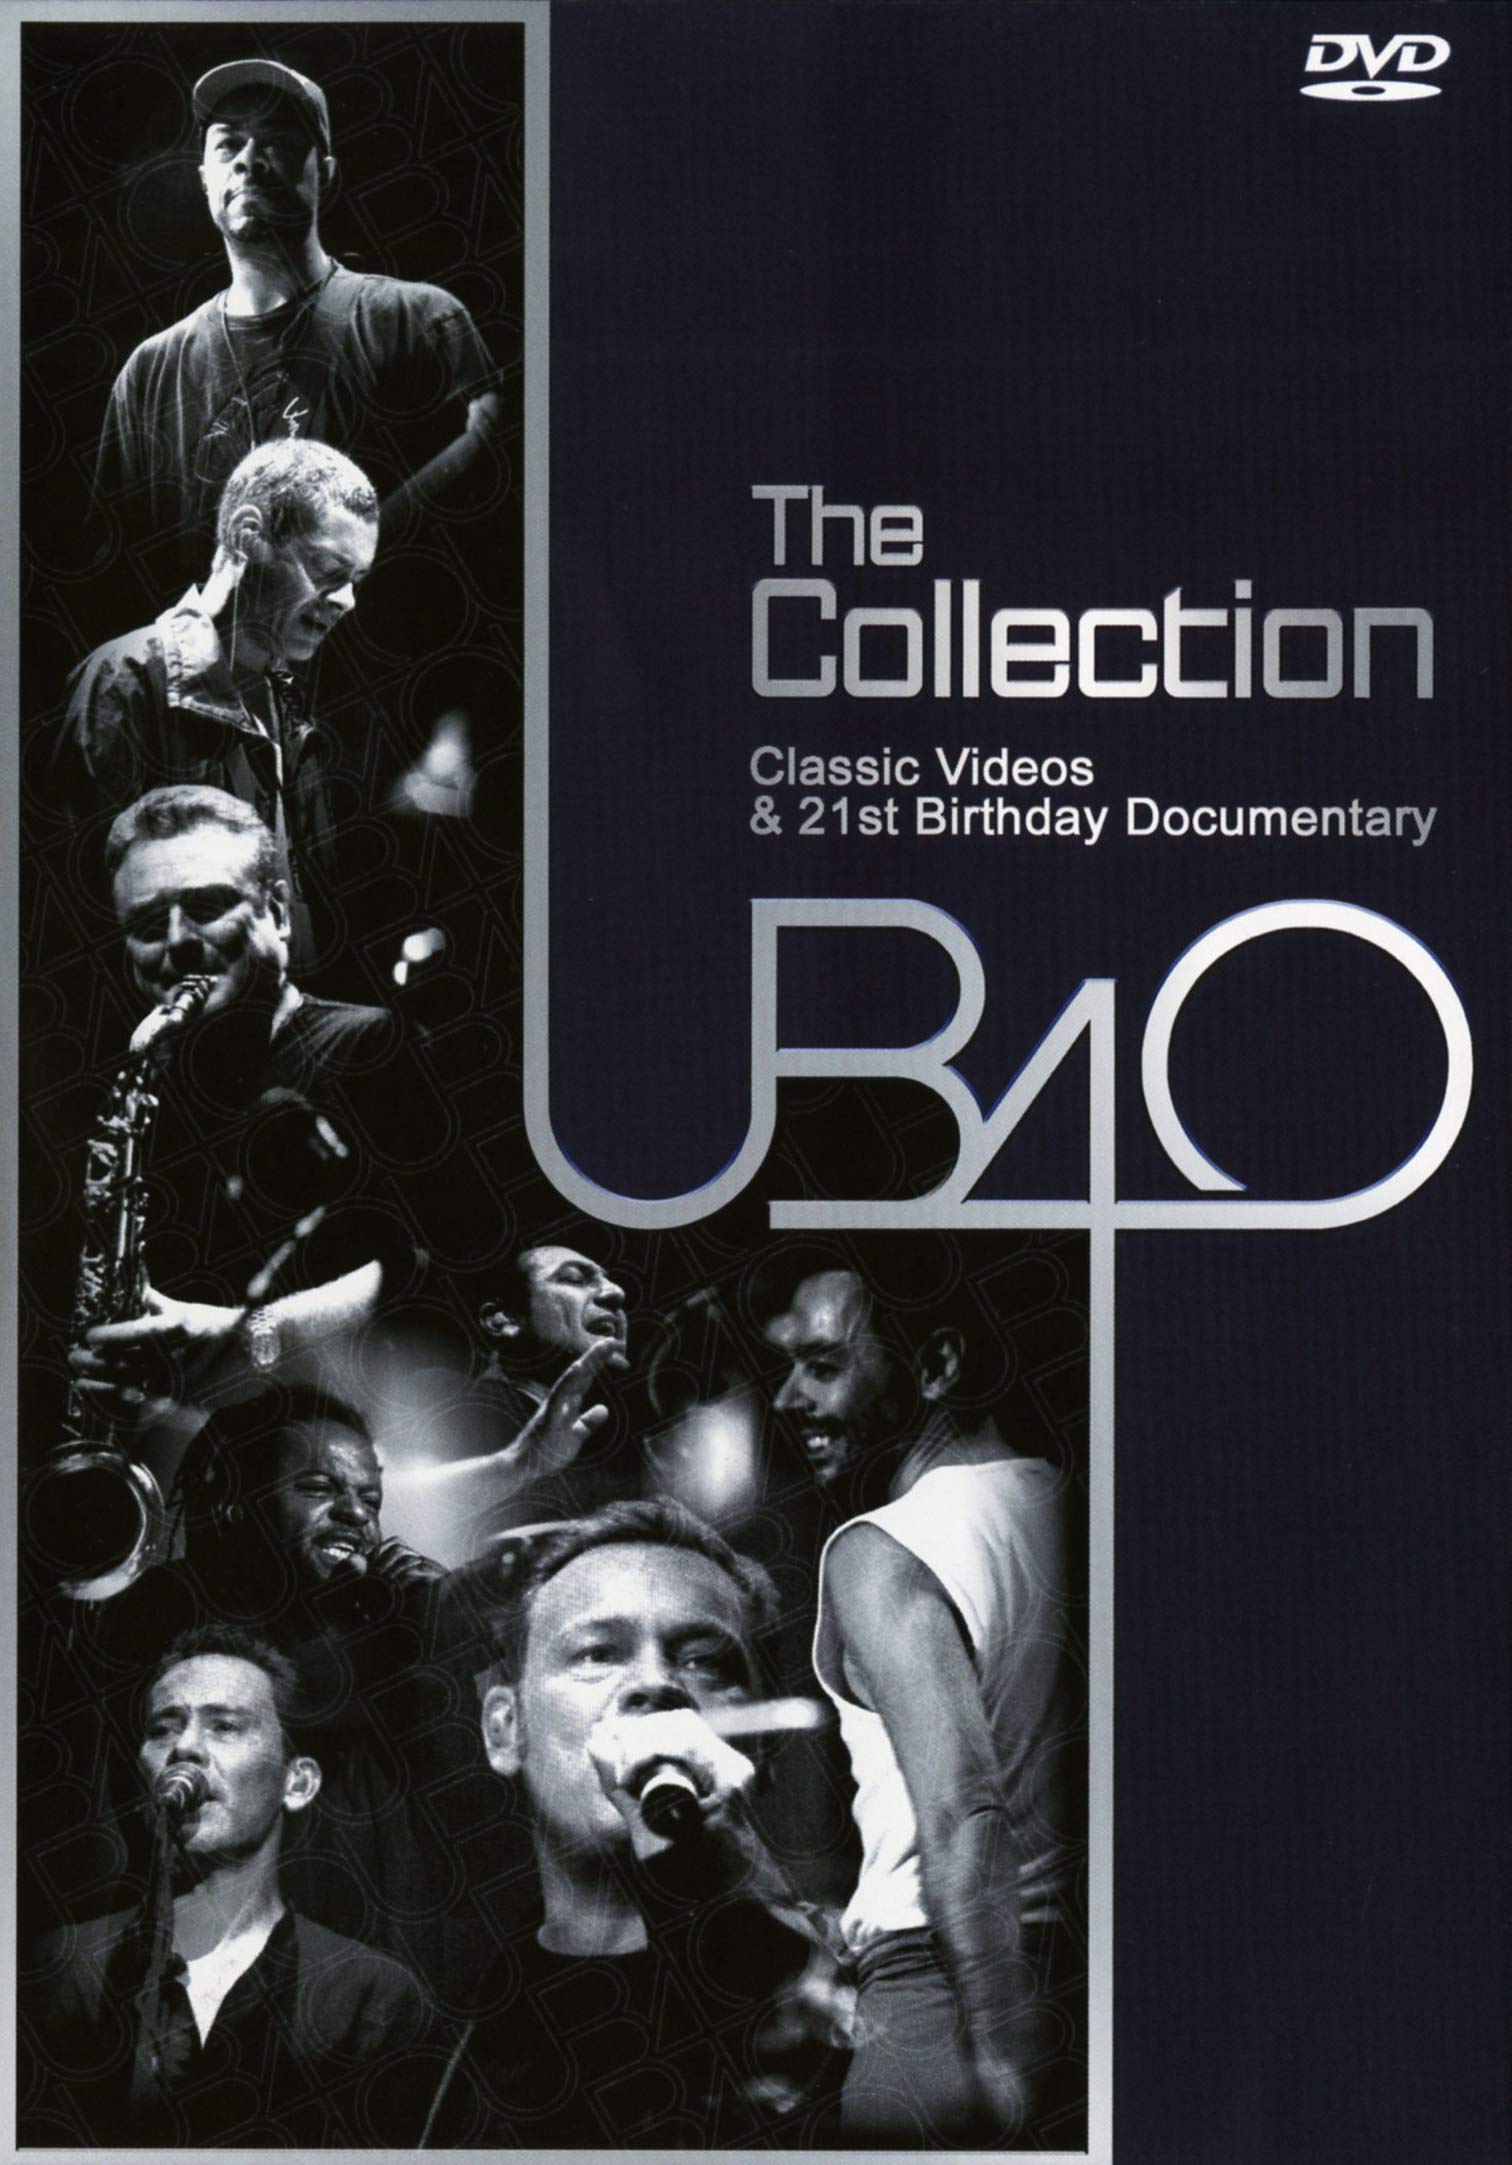 DVD
The
Collection
Classic Videos
& 21st Birthday Documentary
UB40